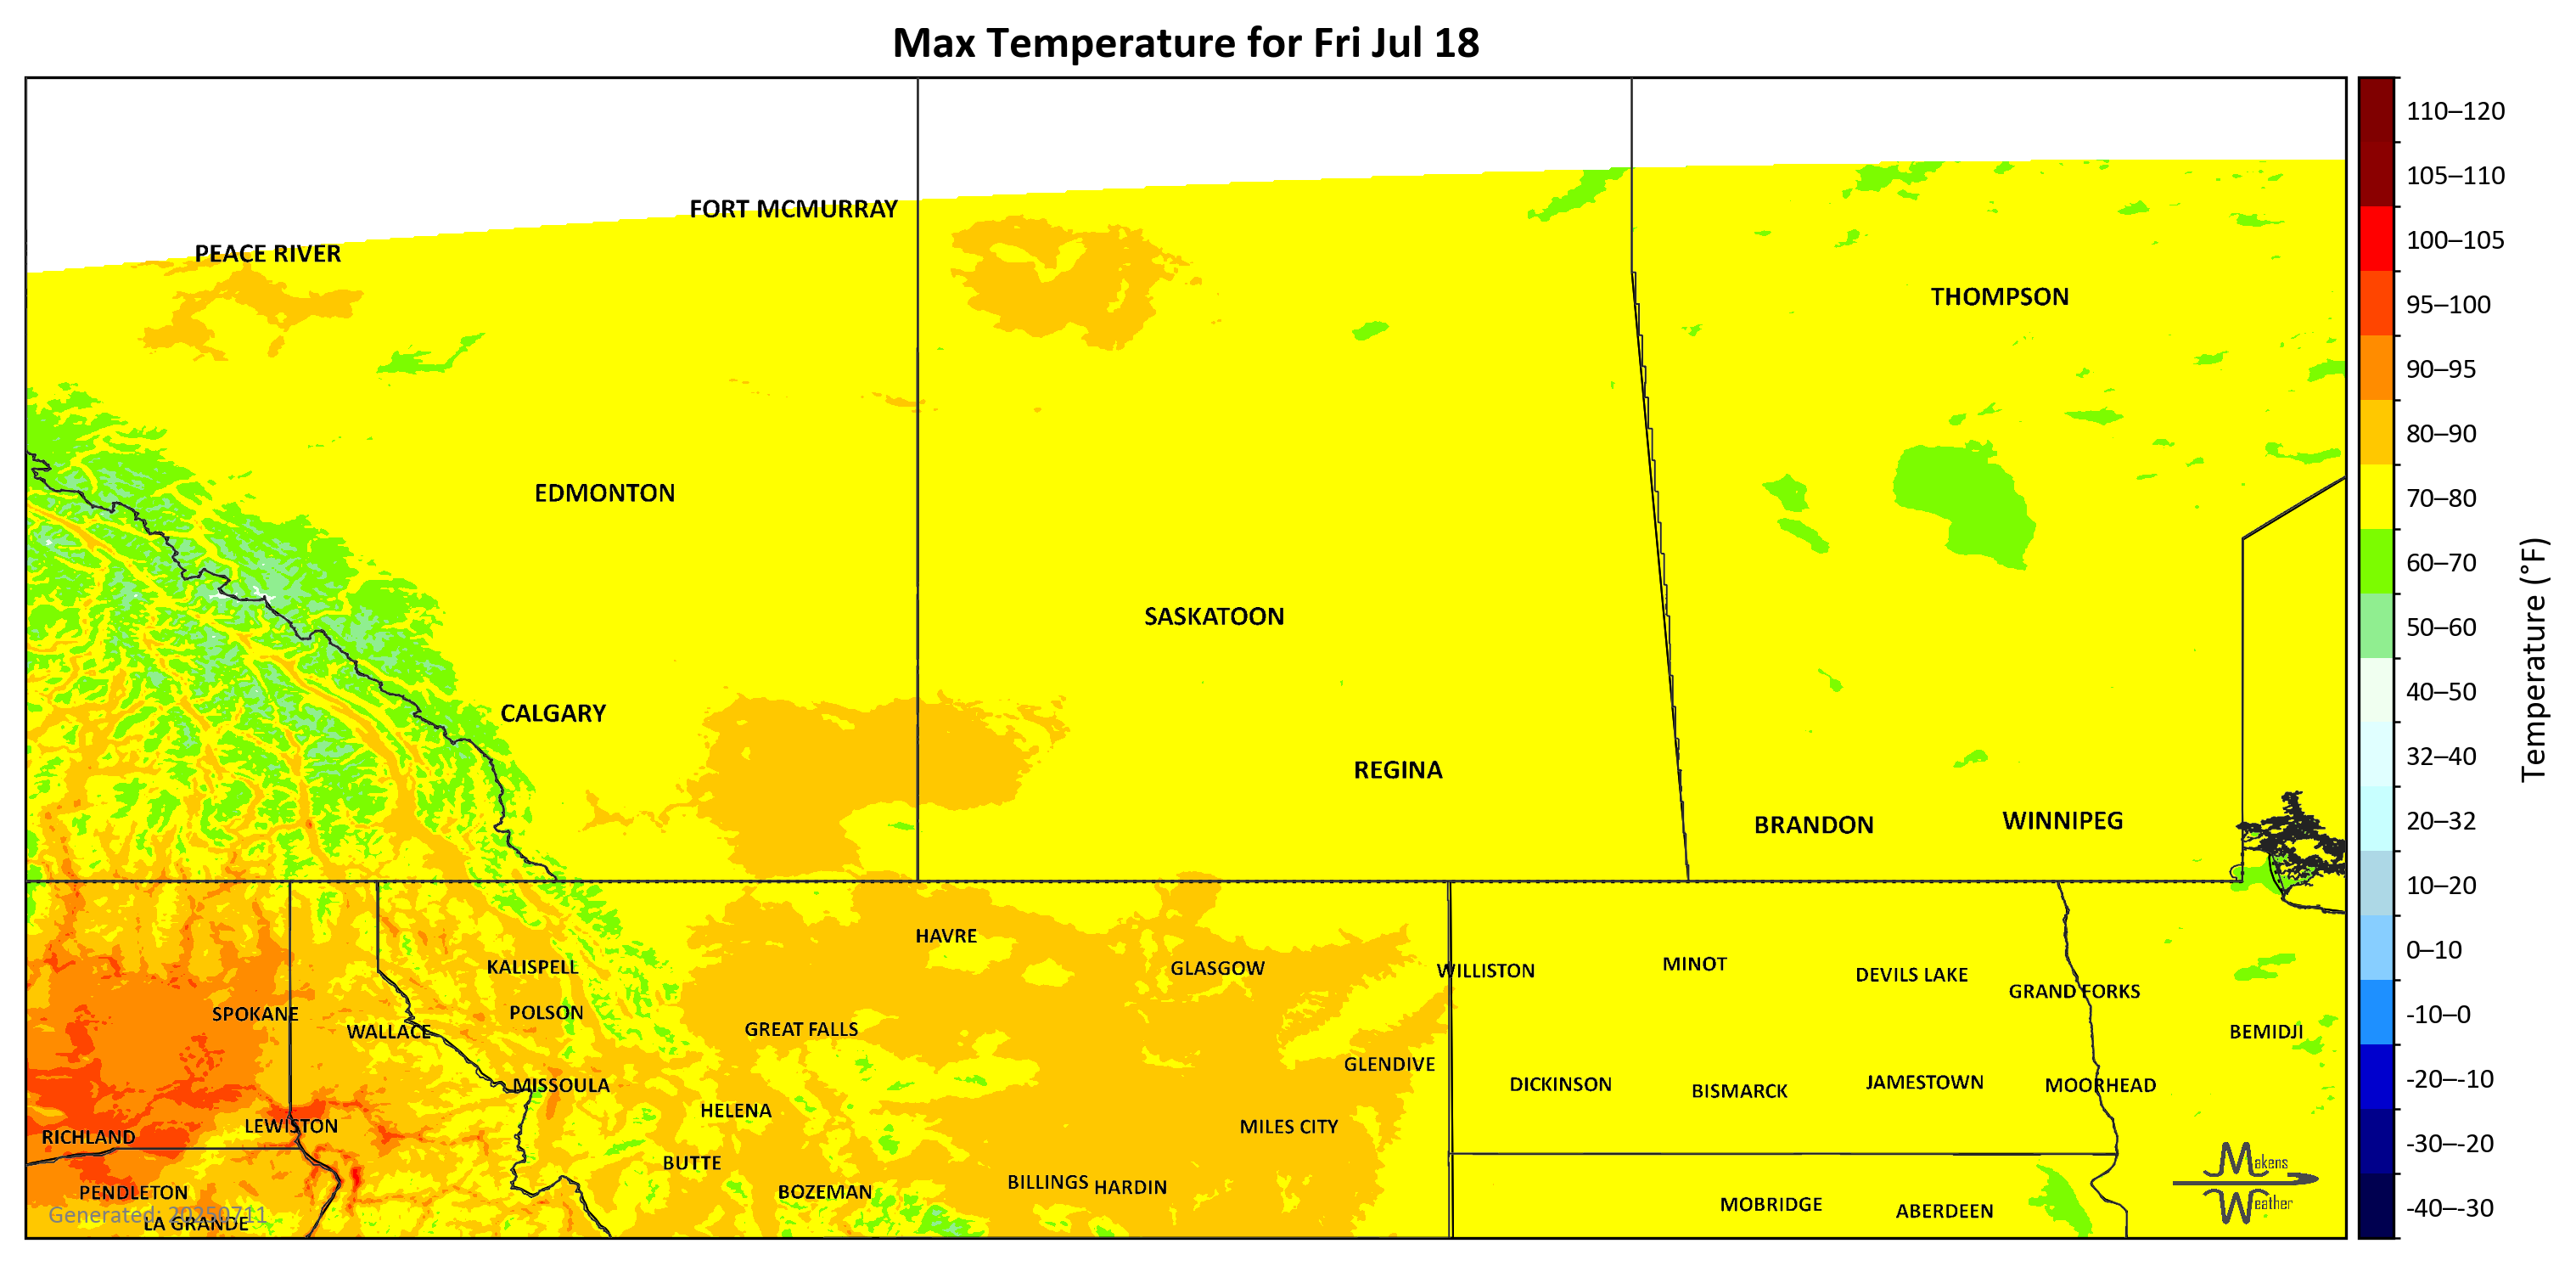 Max Temperature for Fri Jul 18
FORT MCMURRAY
PEACE RIVER
THOMPSON
EDMONTON
SASKATOON
CALGARY
REGINA
BRANDON
WINNIPEG
HAVRE
KALISPELL
GLASGOW
WILLISTON
MINOT
DEVILS LAKE
GRAND FORKS
SPOKANE
POLSON
WALLACE
GREAT FALLS
BEMIDJI
GLENDIVE
MISSOULA
DICKINSON
BISMARCK
JAMESTOWN
MOORHEAD
HELENA
LEWISTON
MILES CITY
RICHLAND
BUTTE
BILLINGS
HARDIN
PENDLETON
BOZEMAN
MOBRIDGE
ABERDEEN
Generated: 20250711
LA GRANDE
Makens
Weather
110–120
105–110
100–105
95–100
90–95
80–90
70–80
60–70
50–60
40–50
32–40
20–32
10–20
0–10
-10–0
-20–-10
-30–-20
-40–-30
Temperature (°F)